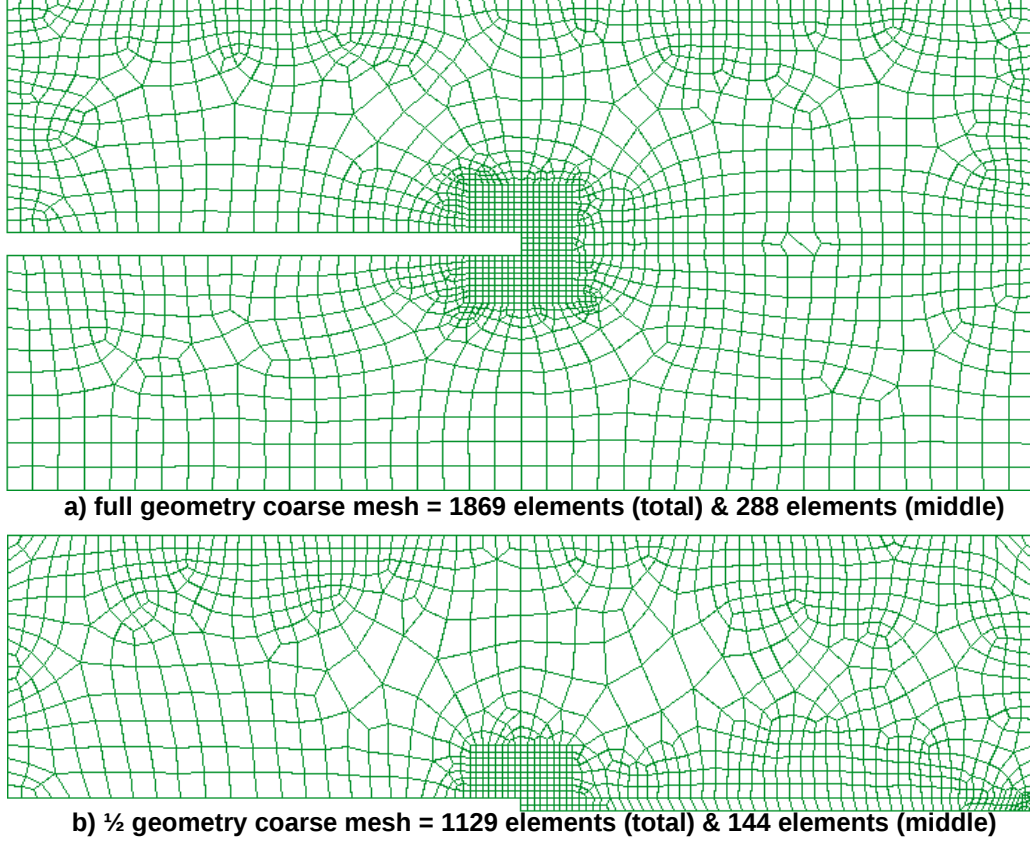 a) full geometry coarse mesh = 1869 elements (total) & 288 elements (middle)
b) ½ geometry coarse mesh = 1129 elements (total) & 144 elements (middle)